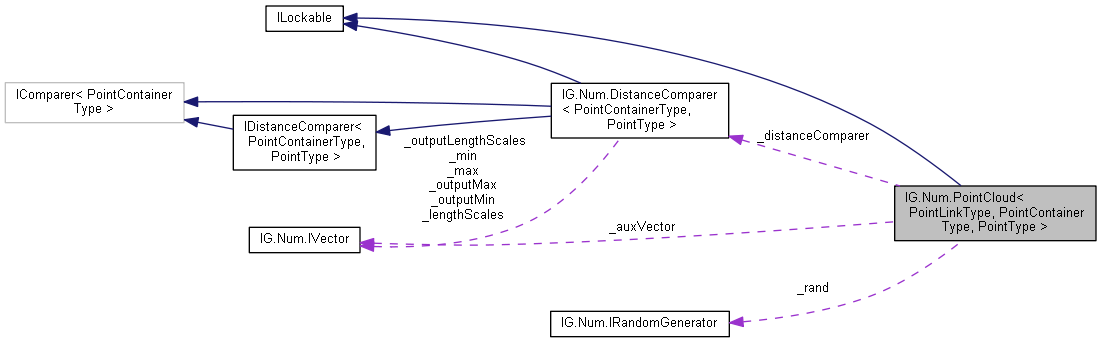 ILockable
IComparer< PointContainer
Type >
IG.Num.DistanceComparer
< PointContainerType,
PointType >
IDistanceComparer<
PointContainerType,
PointType >
_outputLengthScales
_min
_max
_outputMax
_outputMin
_lengthScales
_distanceComparer
IG.Num.PointCloud<
PointLinkType, PointContainer
Type, PointType >
IG.Num.IVector
_auxVector
_rand
IG.Num.IRandomGenerator